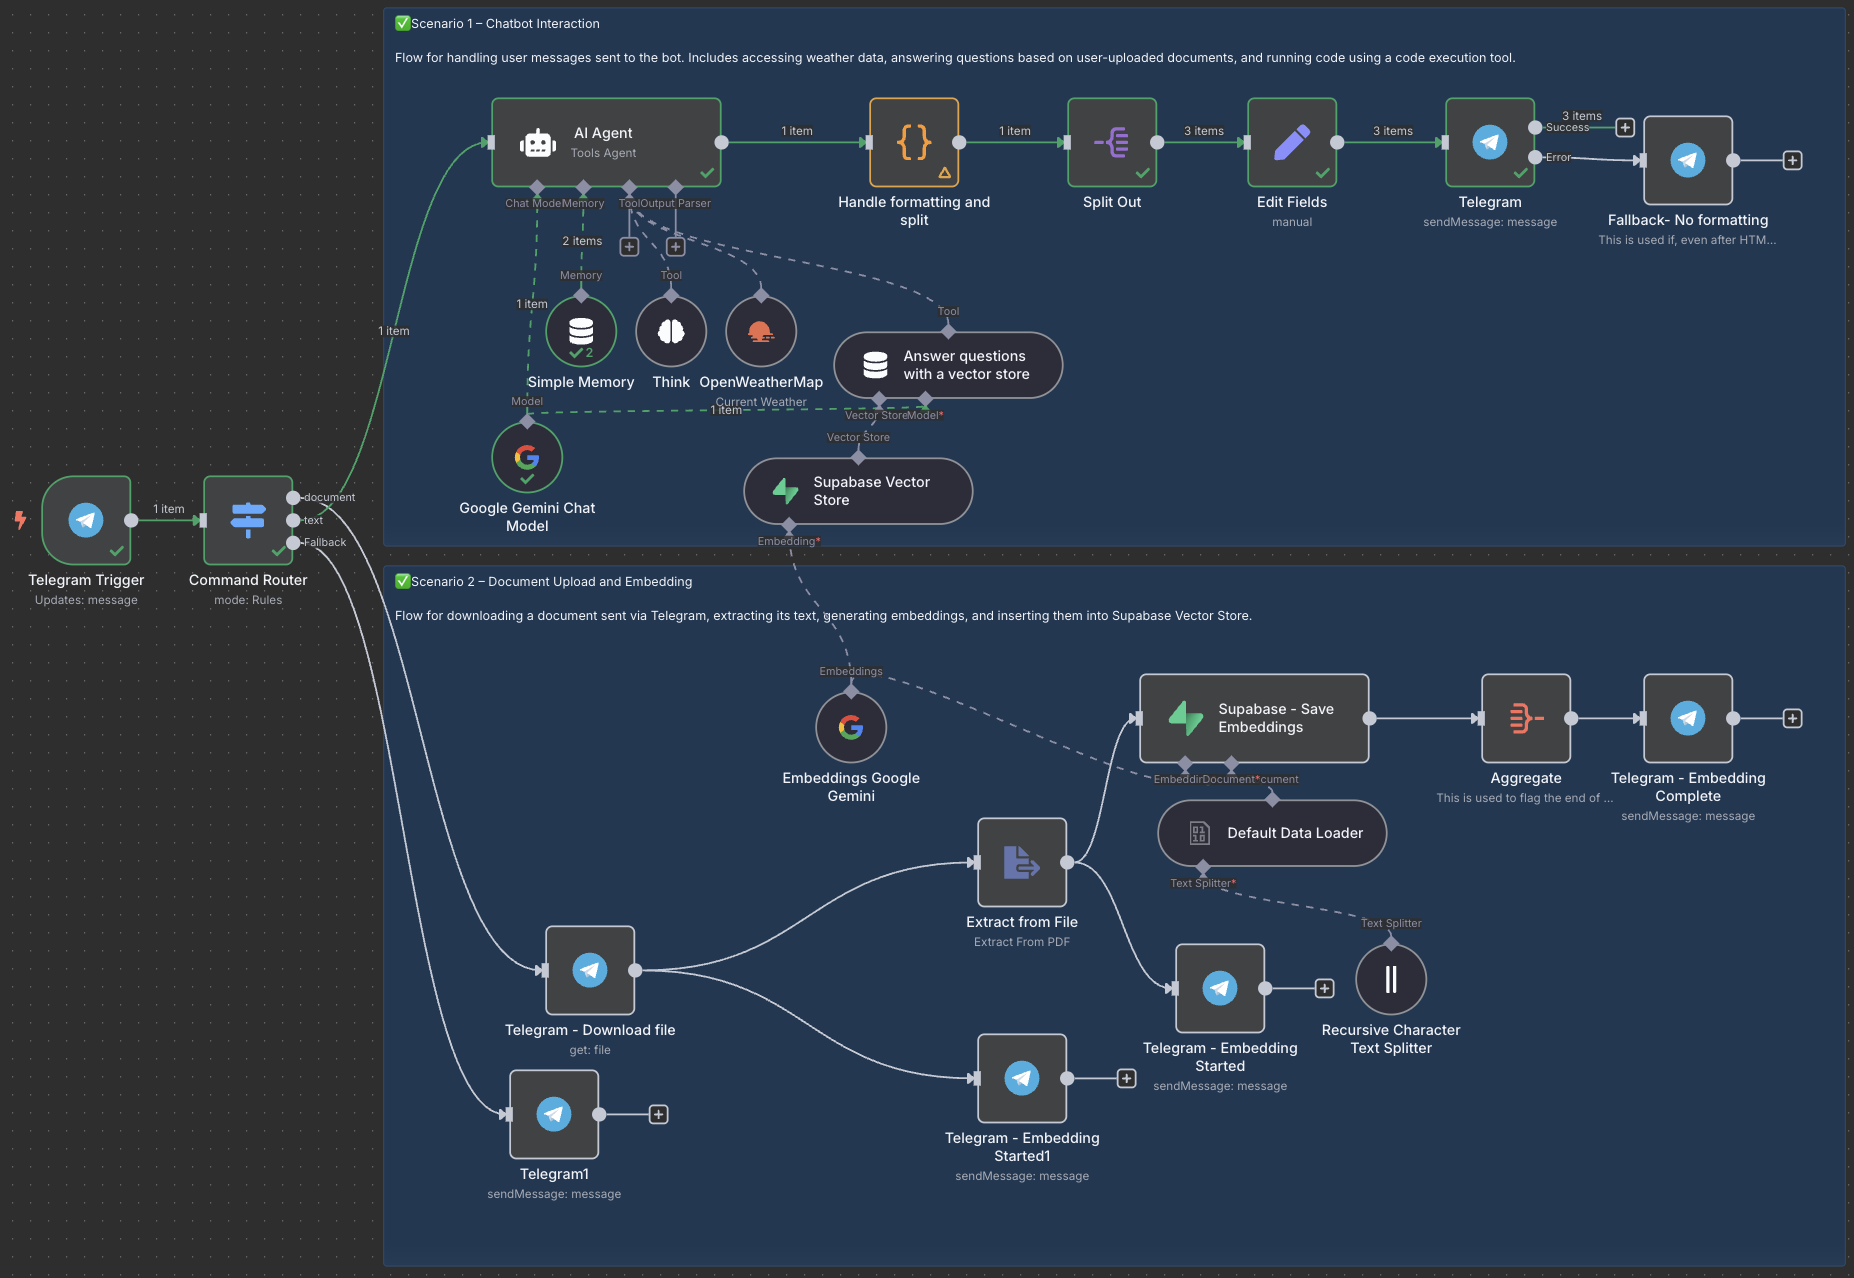 ✅Scenario 1 – Chatbot Interaction
Flow for handling user messages sent to the bot. Includes accessing weather data, answering questions based on user-uploaded documents, and running code using a code execution tool.
AI Agent
Tools Agent
1 item
Handle formatting and
split
1 item
Split Out
3 items
Edit Fields
manual
3 items
Telegram
sendMessage: message
Success
3 items
Error
Fallback- No formatting
This is used if, even after HTM...
Chat Model
Memory
Tool
Output Parser
2 items
Memory
Tool
1 item
2
Simple Memory
Think
OpenWeatherMap
Current Weather
Tool
Answer questions
with a vector store
Model
1 item
Vector Store
Model*
Vector Store
Google Gemini Chat
Model
Supabase Vector
Store
Embedding*
1 item
Telegram Trigger
Updates: message
1 item
Command Router
mode: Rules
document
text
Fallback
✅Scenario 2 – Document Upload and Embedding
Flow for downloading a document sent via Telegram, extracting its text, generating embeddings, and inserting them into Supabase Vector Store.
Embeddings
Embeddings Google
Gemini
Supabase - Save
Embeddings
Document*
cument
Aggregate
This is used to flag the end of ...
Telegram - Embedding
Complete
sendMessage: message
01
10
Default Data Loader
Text Splitter*
Text Splitter
Recursive Character
Text Splitter
Extract from File
Extract From PDF
Telegram - Download file
get: file
Telegram - Embedding
Started
sendMessage: message
Telegram - Embedding
Started1
sendMessage: message
Telegram1
sendMessage: message